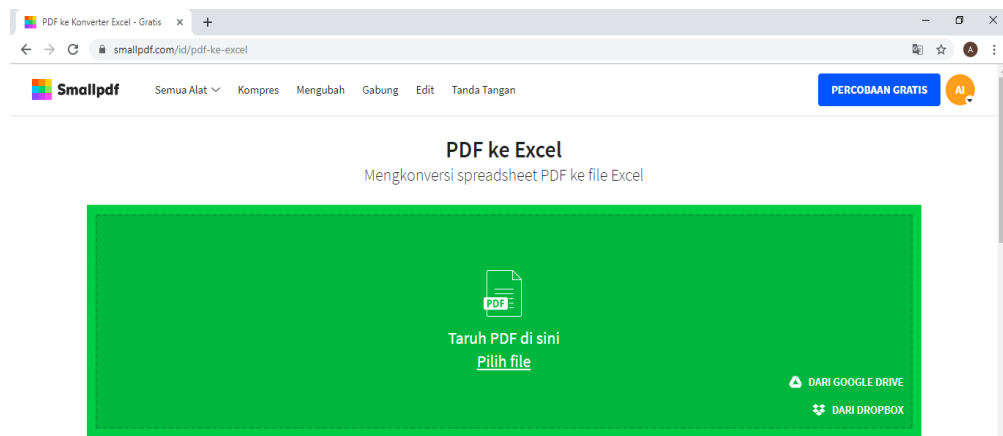 PDF ke Konverter Excel - Gratis
smallpdf.com/id/pdf-ke-excel
A
Smallpdf Semua Alat Kompres Mengubah Gabung Edit Tanda Tangan PERCOBAAN GRATIS AI
PDF ke Excel
Mengkonversi spreadsheet PDF ke file Excel
PDF
Taruh PDF di sini
Pilih file
DARI GOOGLE DRIVE
DARI DROPBOX